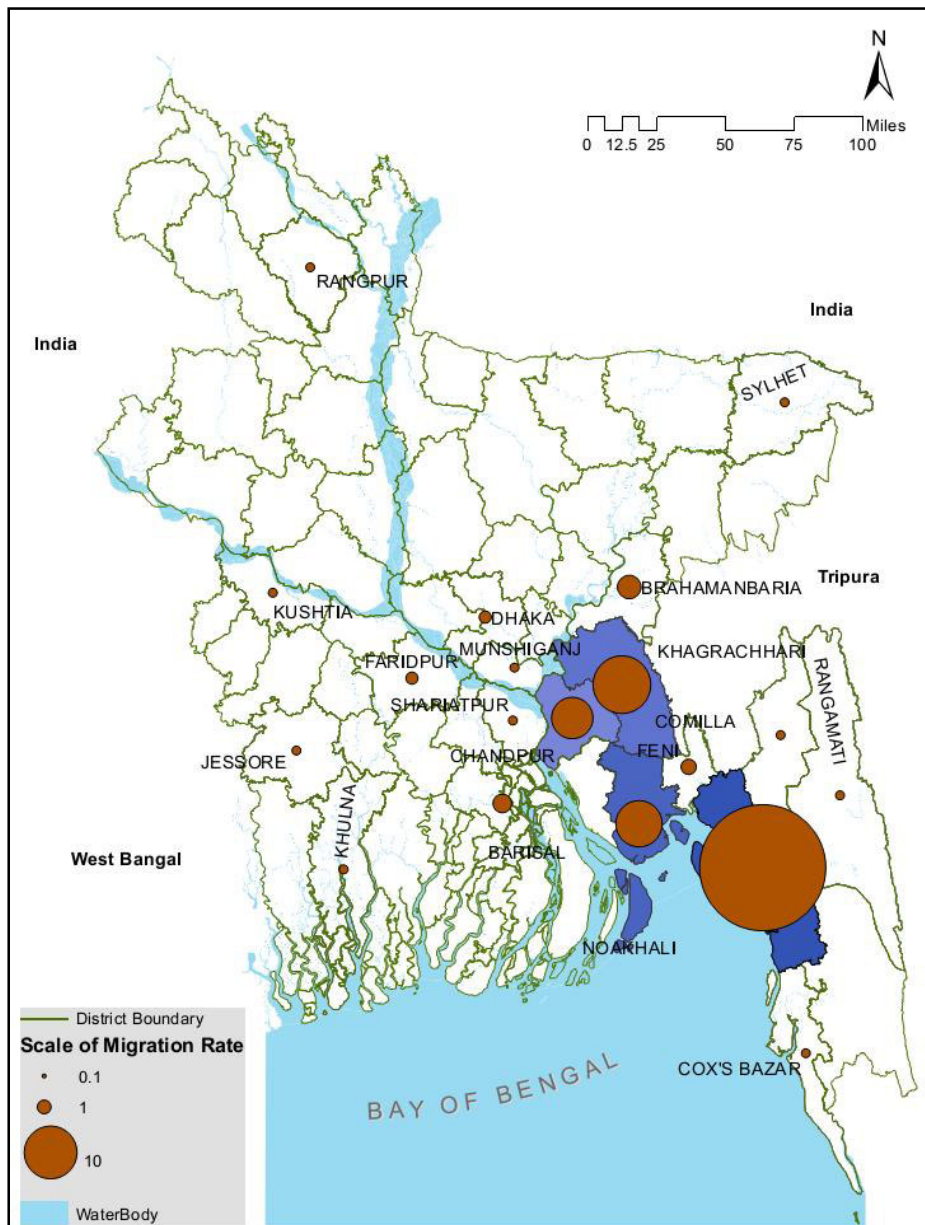 N
Miles
0 12.5 25 50 75 100
RANGPUR
India
India
SYLHET
BRAHAMANBARIA
Tripura
KUSHTIA
DHAKA
MUNSHIGANJ
KHAGRACHHARI
FARIDPUR
RANGAMATI
SHARIATPUR
COMILLA
CHANDPUR
FENI
JESSORE
KHULNA
BARISAL
West Bangal
NOAKHALI
COX'S BAZAR
BAY OF BENGAL
District Boundary
Scale of Migration Rate
0.1
1
10
WaterBody